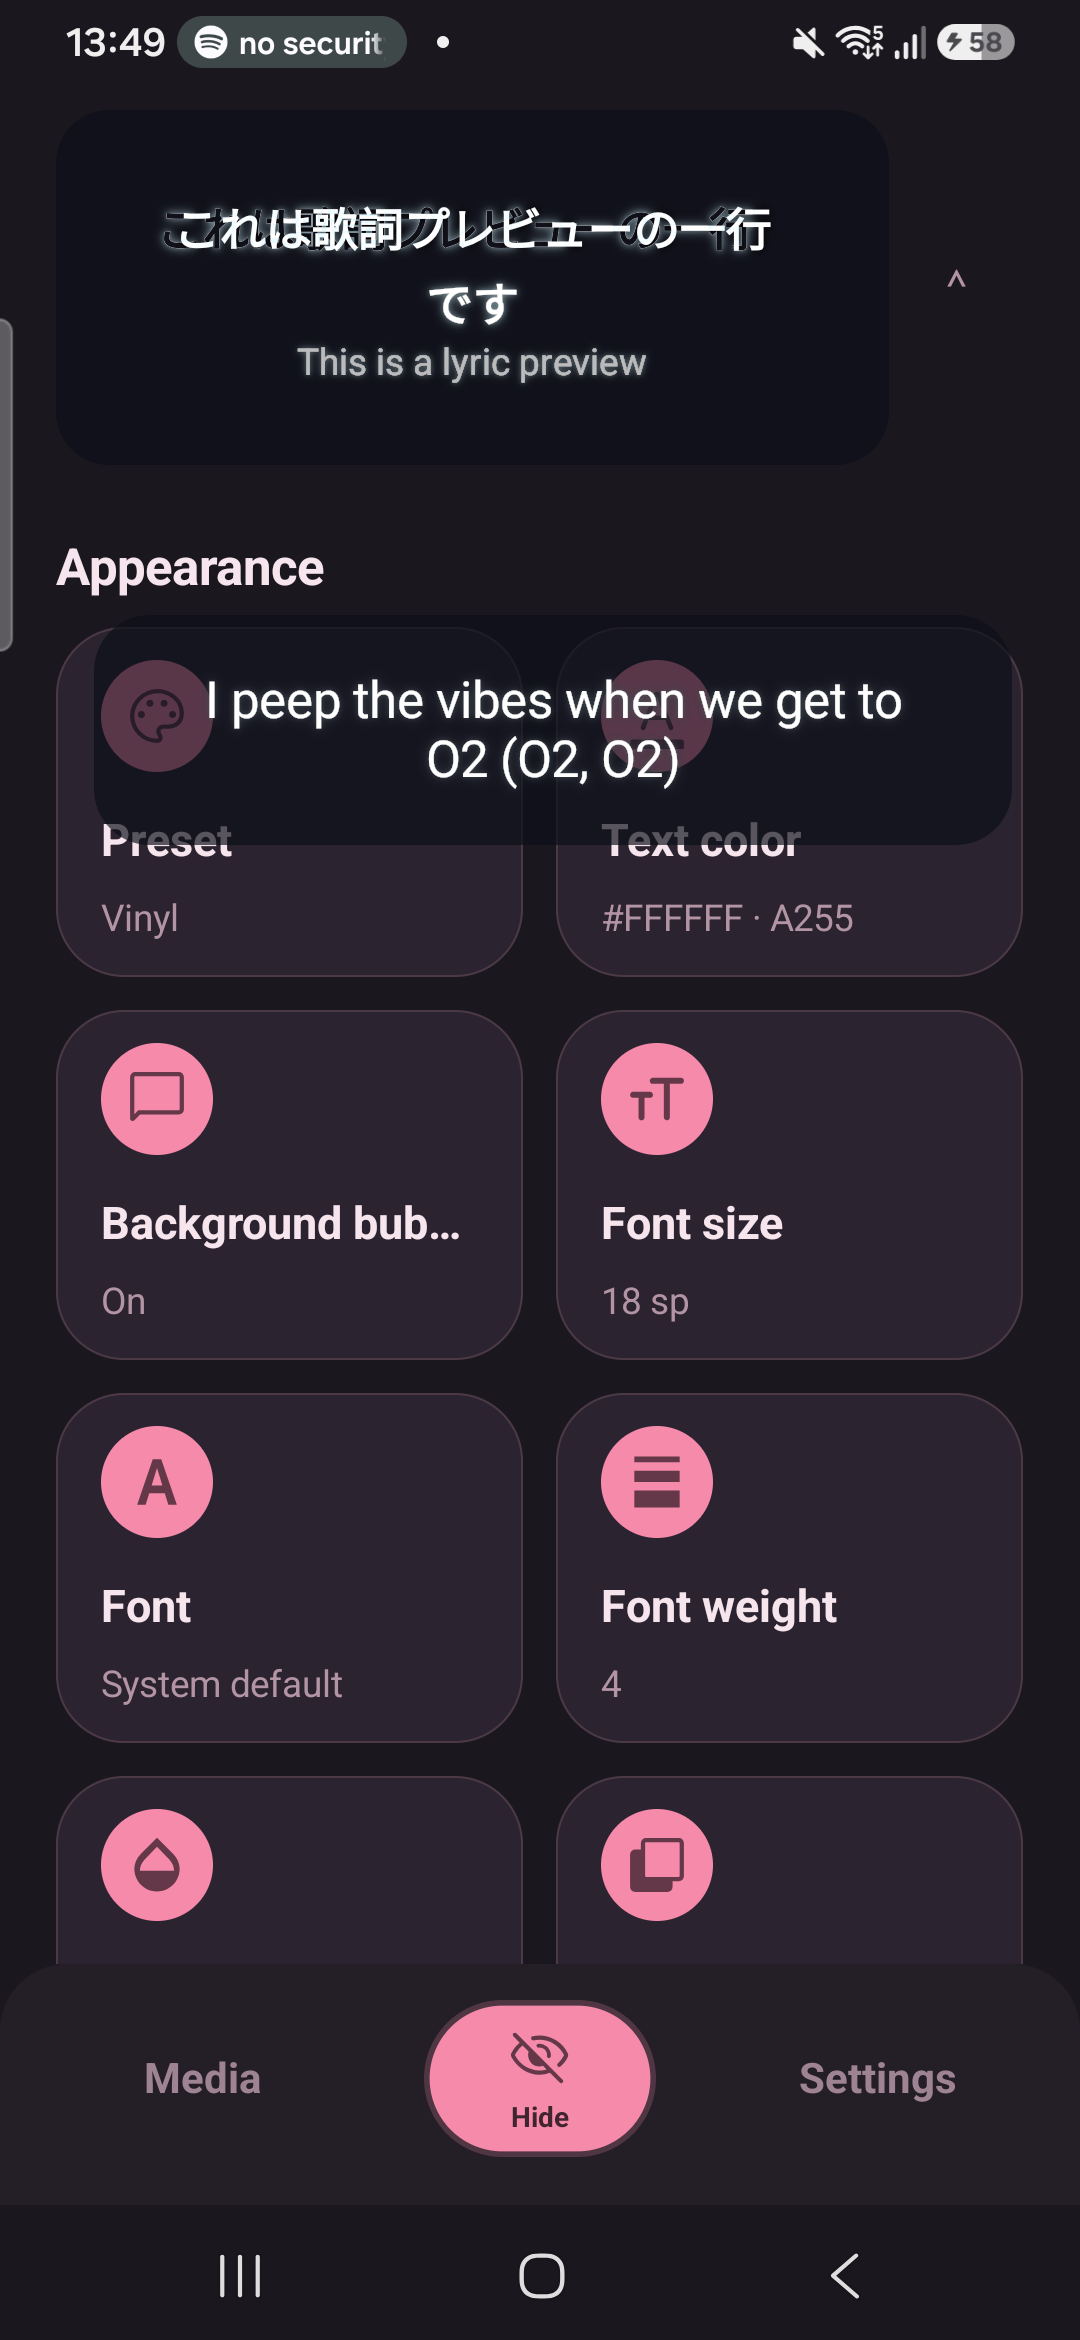 13:49 no securit 5 58
これは歌詞プレビューの一行
です
This is a lyric preview
^
Appearance
I peep the vibes when we get to
O2 (O2, O2)
Preset
Text color
Vinyl
#FFFFFF · A255
Background bub...
Font size
On
18 sp
Font
Font weight
System default
4
Media
Hide
Settings